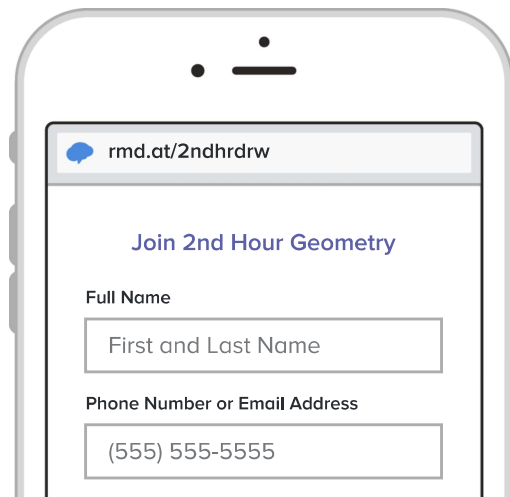 rmd.at/2ndhrdrw
Join 2nd Hour Geometry
Full Name
First and Last Name
Phone Number or Email Address
(555) 555-5555